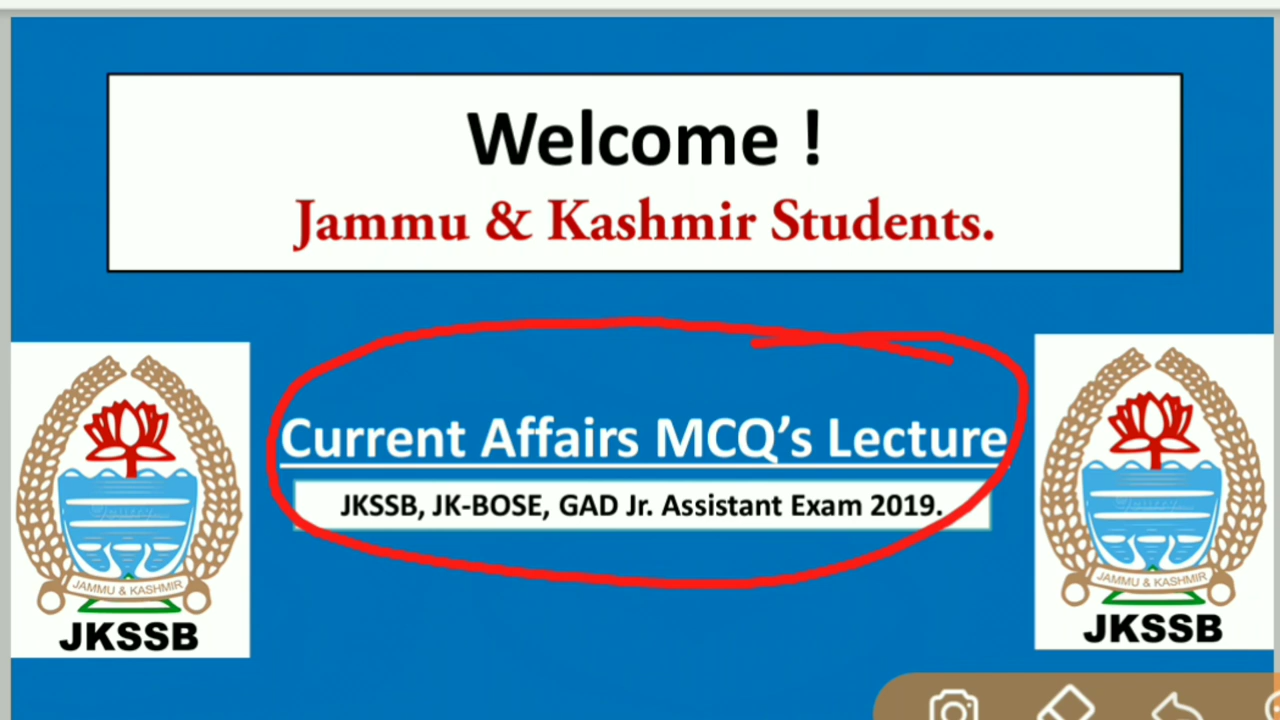 Welcome !
Jammu & Kashmir Students.
Current Affairs MCQ's Lecture
JKSSB, JK-BOSE, GAD Jr. Assistant Exam 2019.
JAMMU & KASHMIR
JKSSB
JAMMU & KASHMIR
JKSSB